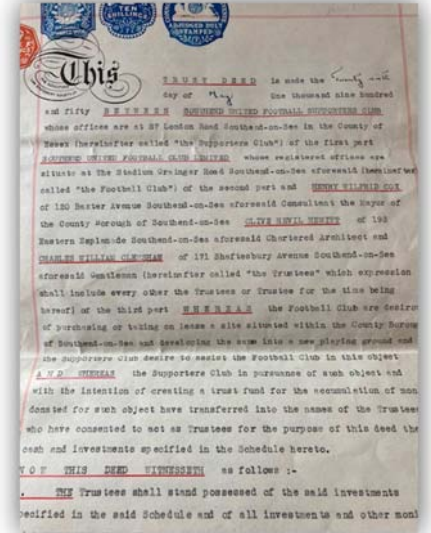 TEN
SHILLINGS
ADJUDGED DULY
STAMPED
This
TRUST DEED is made the Twenty
day of May One thousand nine hundred
and fifty BETWEEN SOUTHEND UNITED FOOTBALL SUPPORTERS CLUB
whose offices are at London Road Southend-on-Sea in the County of
Essex (hereinafter called "the Supporters Club") of the first part
SOUTHEND UNITED FOOTBALL CLUB LIMITED whose registered offices are
situate at The Stadium Grainger Road Southend-on-Sea aforesaid (hereinafter
called "the Football Club") of the second part and HENRY WILFRID COX
of 120 Baxter Avenue Southend-on-Sea aforesaid Consultant the Mayor of
the County Borough of Southend-on-Sea CLIVE NEVIL HEWITT of 193
Eastern Esplanade Southend-on-Sea aforesaid Chartered Architect and
CHARLES WILLIAM of 171 Shaftesbury Avenue Southend-on-Sea
aforesaid Gentleman (hereinafter called "the Trustees" which expression
shall include every other the Trustees or Trustee for the time being
hereof) of the third part WHEREAS the Football Club are desirou
of purchasing or taking on lease a site situated within the County Borough
of Southend-on-Sea and developing the same into a new playing ground and
the Supporters Club desire to assist the Football Club in this object
AND WHEREAS the Supporters Club in pursuance of such object and
with the intention of creating a trust fund for the accumulation of mon
donated for such object have transferred into the names of the Trustees
who have consented to act as Trustees for the purpose of this deed the
cash and investments specified in the Schedule hereto.
NOW THIS DEED WITNESSETH as follows :-
. THE Trustees shall stand possessed of the said investments
pecified in the said Schedule and of all investments and other moni